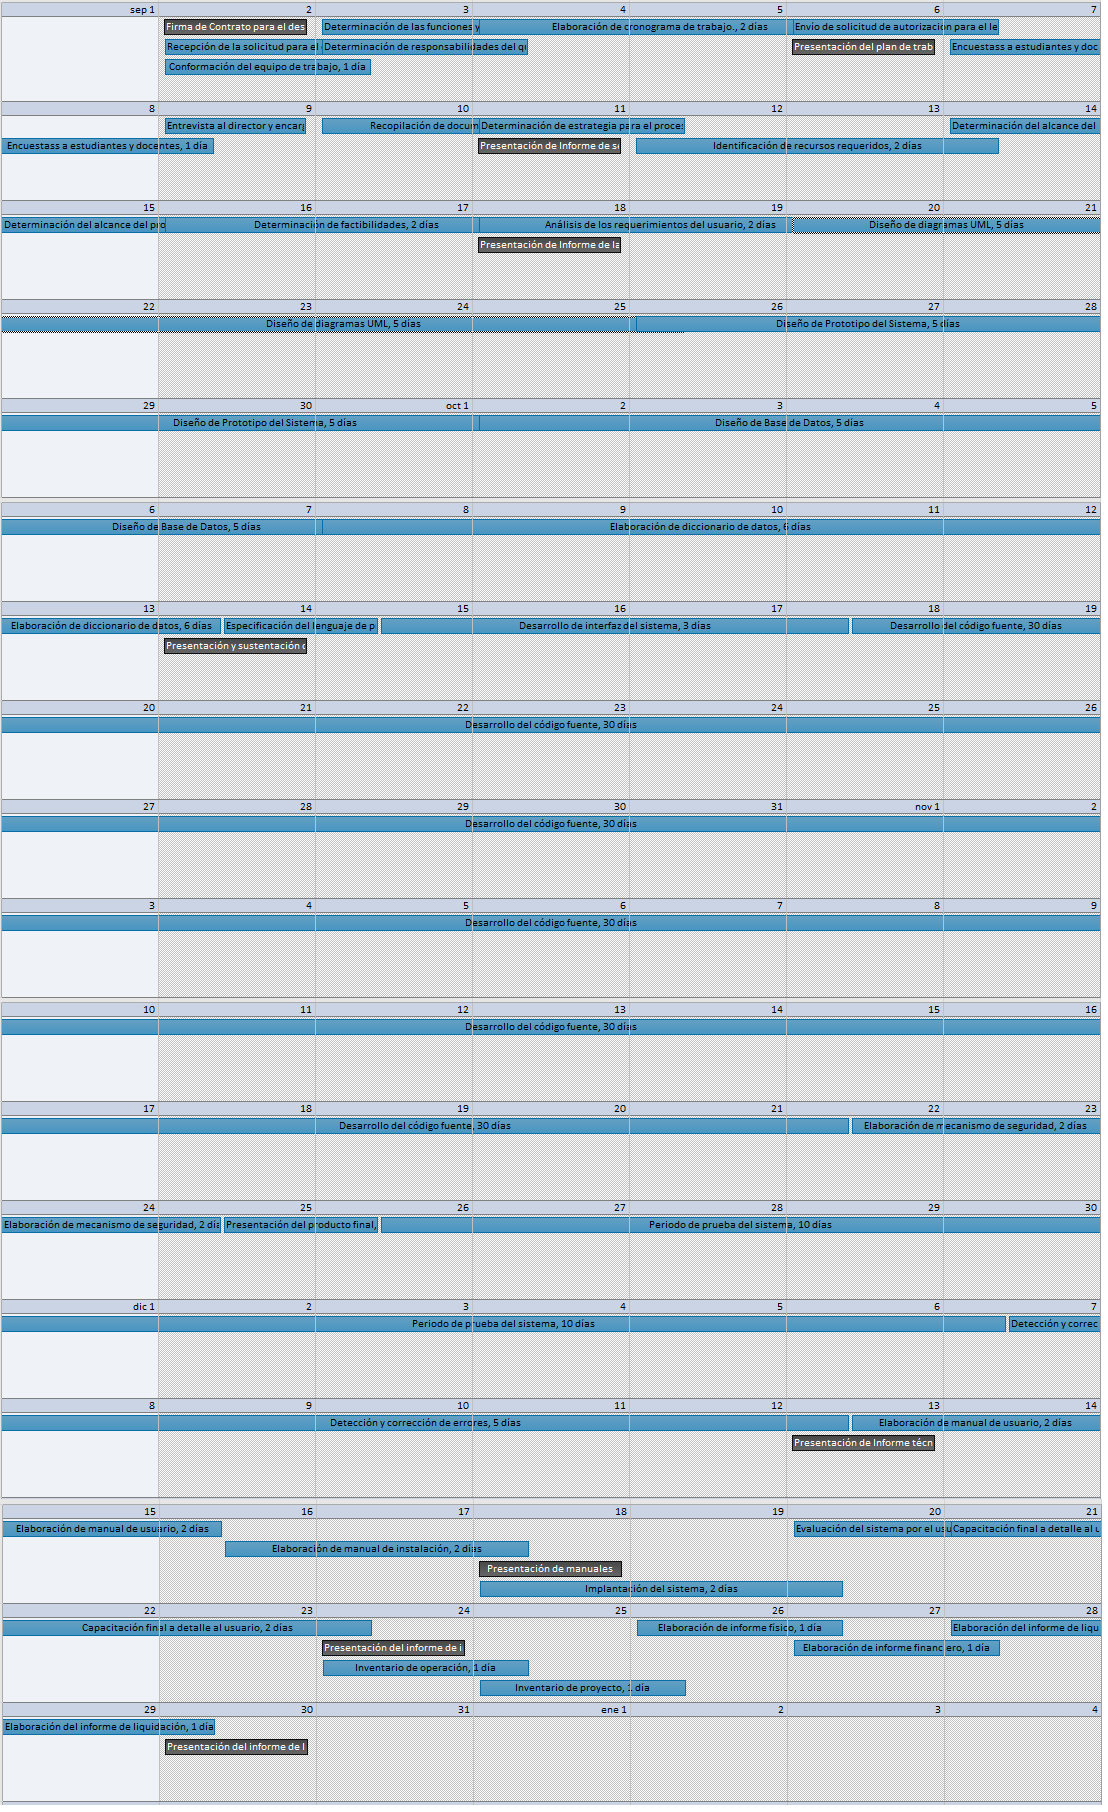 sep 1 2 3 4 5 6 7
Firma de Contrato para el des Determinación de las funciones y Elaboración de cronograma de trabajo., 2 días Envío de solicitud de autorización para el le
Recepción de la solicitud para el Determinación de responsabilidades del Presentación del plan de trab Encuestass a estudiantes y doc
Conformación del equipo de trabajo, 1 día
8 9 10 11 12 13 14
Entrevista al director y encarg Recopilación de docum Determinación de estrategia para el proce Determinación del alcance del
Encuestass a estudiantes y docentes, 1 día Presentación de Informe de Identificación de recursos requeridos, 2 días
15 16 17 18 19 20 21
Determinación del alcance del pro Determinación de factibilidades, 2 días Análisis de los requerimientos del usuario, 2 días Diseño de diagramas UML, 5 días
Presentación de Informe de la
22 23 24 25 26 27 28
Diseño de diagramas UML, 5 días Diseño de Prototipo del Sistema, 5 días
29 30 oct 1 2 3 4 5
Diseño de Prototipo del Sistema, 5 días Diseño de Base de Datos, 5 días
6 7 8 9 10 11 12
Diseño de Base de Datos, 5 días Elaboración de diccionario de datos, 6 días
13 14 15 16 17 18 19
Elaboración de diccionario de datos, 6 días Especificación del lenguaje de p Desarrollo de interfaz del sistema, 3 días Desarrollo del código fuente, 30 días
Presentación y sustentación
20 21 22 23 24 25 26
Desarrollo del código fuente, 30 días
27 28 29 30 31 nov 1 2
Desarrollo del código fuente, 30 días
3 4 5 6 7 8 9
Desarrollo del código fuente, 30 días
10 11 12 13 14 15 16
Desarrollo del código fuente, 30 días
17 18 19 20 21 22 23
Desarrollo del código fuente, 30 días Elaboración de mecanismo de seguridad, 2 días
24 25 26 27 28 29 30
Elaboración de mecanismo de seguridad, 2 día Presentación del producto final, Periodo de prueba del sistema, 10 días
dic 1 2 3 4 5 6 7
Periodo de prueba del sistema, 10 días Detección y correc
8 9 10 11 12 13 14
Detección y corrección de errores, 5 días Elaboración de manual de usuario, 2 días
Presentación de Informe técn
15 16 17 18 19 20 21
Elaboración de manual de usuario, 2 días Evaluación del sistema por el usu Capacitación final a detalle al
Elaboración de manual de instalación, 2 días
Presentación de manuales
Implantación del sistema, 2 días
22 23 24 25 26 27 28
Capacitación final a detalle al usuario, 2 días Elaboración de informe físico, 1 día Elaboración del informe de liqu
Presentación del informe de Elaboración de informe financiero, 1 día
Inventario de operación, 1 día
Inventario de proyecto, 1 día
29 30 31 ene 1 2 3 4
Elaboración del informe de liquidación, 1 día
Presentación del informe de l